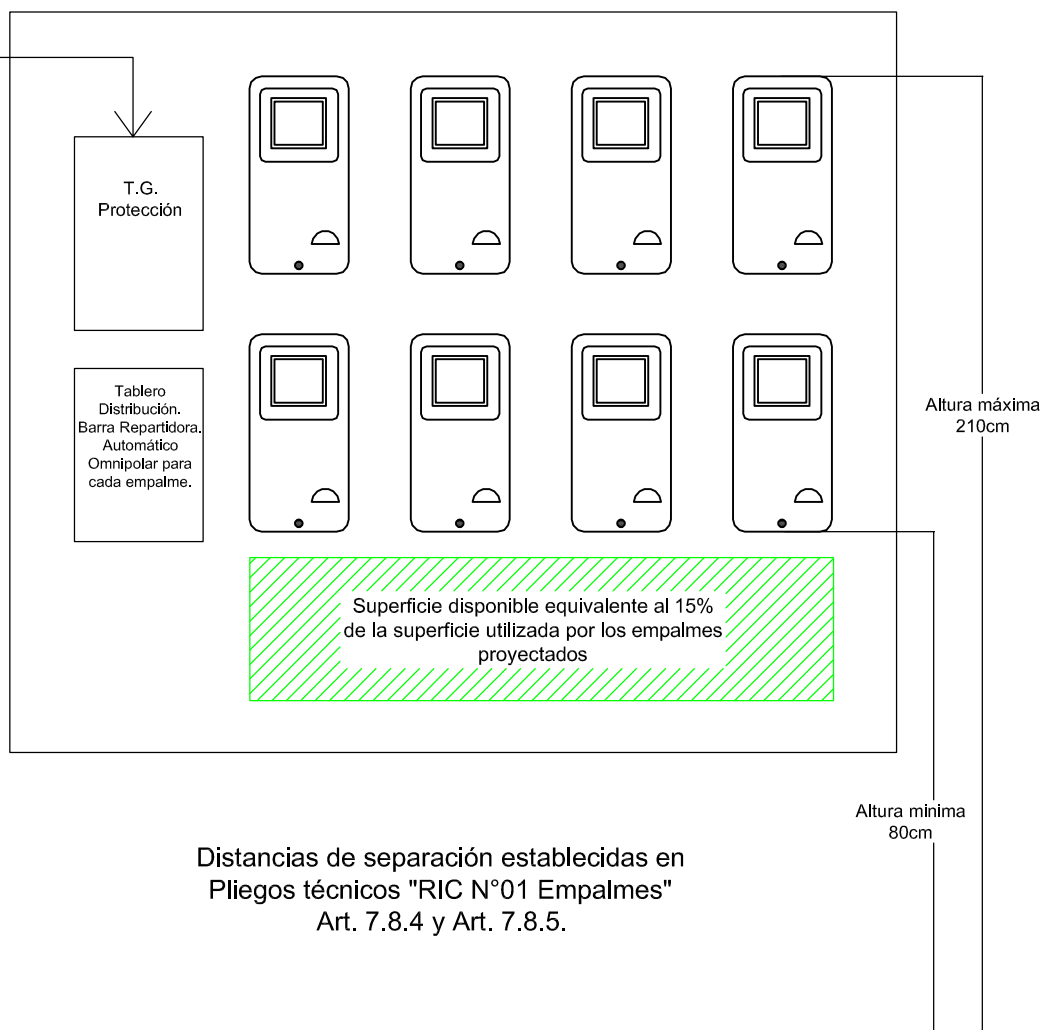 T.G.
Protección
Tablero
Distribución.
Barra Repartidora.
Automático
Omnipolar para
cada empalme.
Altura máxima
210cm
Superficie disponible equivalente al 15%
de la superficie utilizada por los empalmes
proyectados
Altura minima
80cm
Distancias de separación establecidas en
Pliegos técnicos "RIC N°01 Empalmes"
Art. 7.8.4 y Art. 7.8.5.